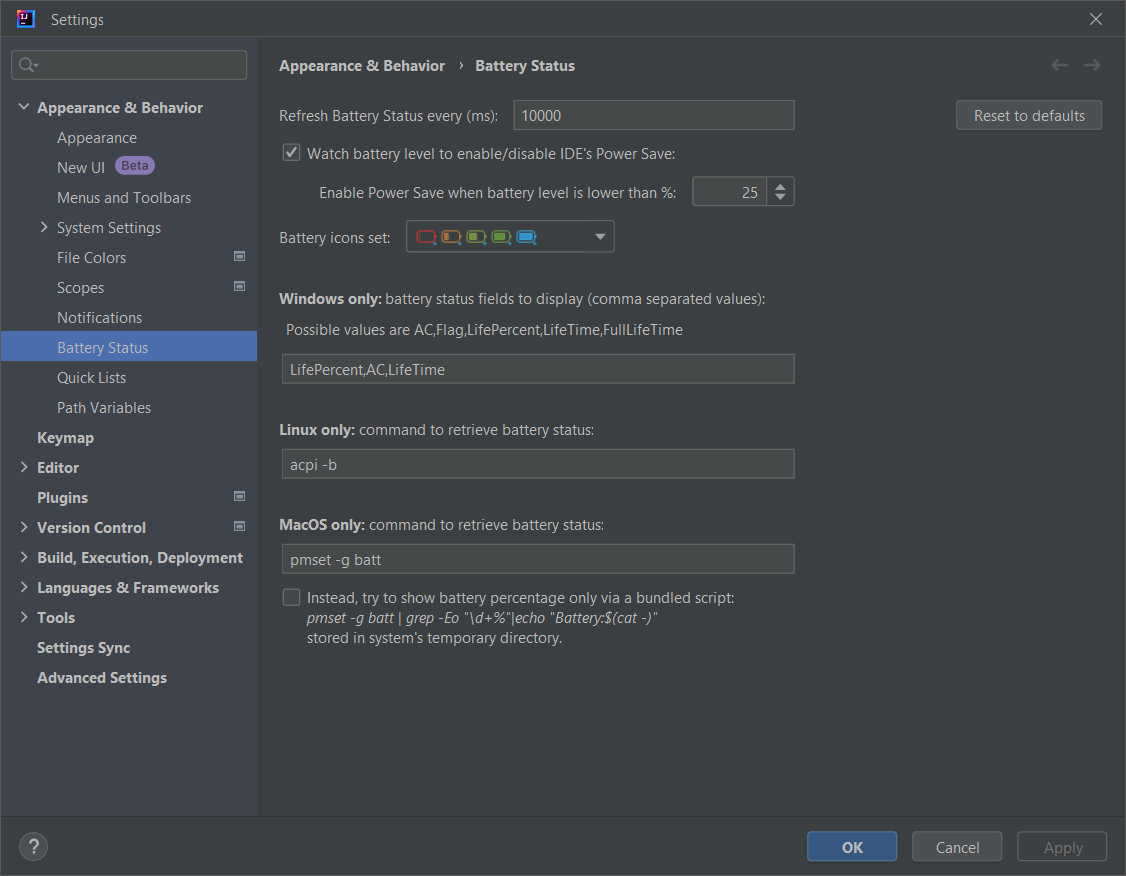 Settings
Appearance & Behavior
Appearance
New UI Beta
Menus and Toolbars
System Settings
File Colors
Scopes
Notifications
Battery Status
Quick Lists
Path Variables
Keymap
Editor
Plugins
Version Control
Build, Execution, Deployment
Languages & Frameworks
Tools
Settings Sync
Advanced Settings
Appearance & Behavior › Battery Status
Refresh Battery Status every (ms): 10000
Reset to defaults
Watch battery level to enable/disable IDE's Power Save:
Enable Power Save when battery level is lower than %: 25
Battery icons set:
Windows only: battery status fields to display (comma separated values):
Possible values are AC,Flag,LifePercent,LifeTime,FullLifeTime
LifePercent,AC,LifeTime
Linux only: command to retrieve battery status:
acpi -b
MacOS only: command to retrieve battery status:
pmset -g batt
Instead, try to show battery percentage only via a bundled script:
pmset -g batt | grep -Eo "\d+%"|echo "Battery:$(cat -)"
stored in system's temporary directory.
?
OK
Cancel
Apply